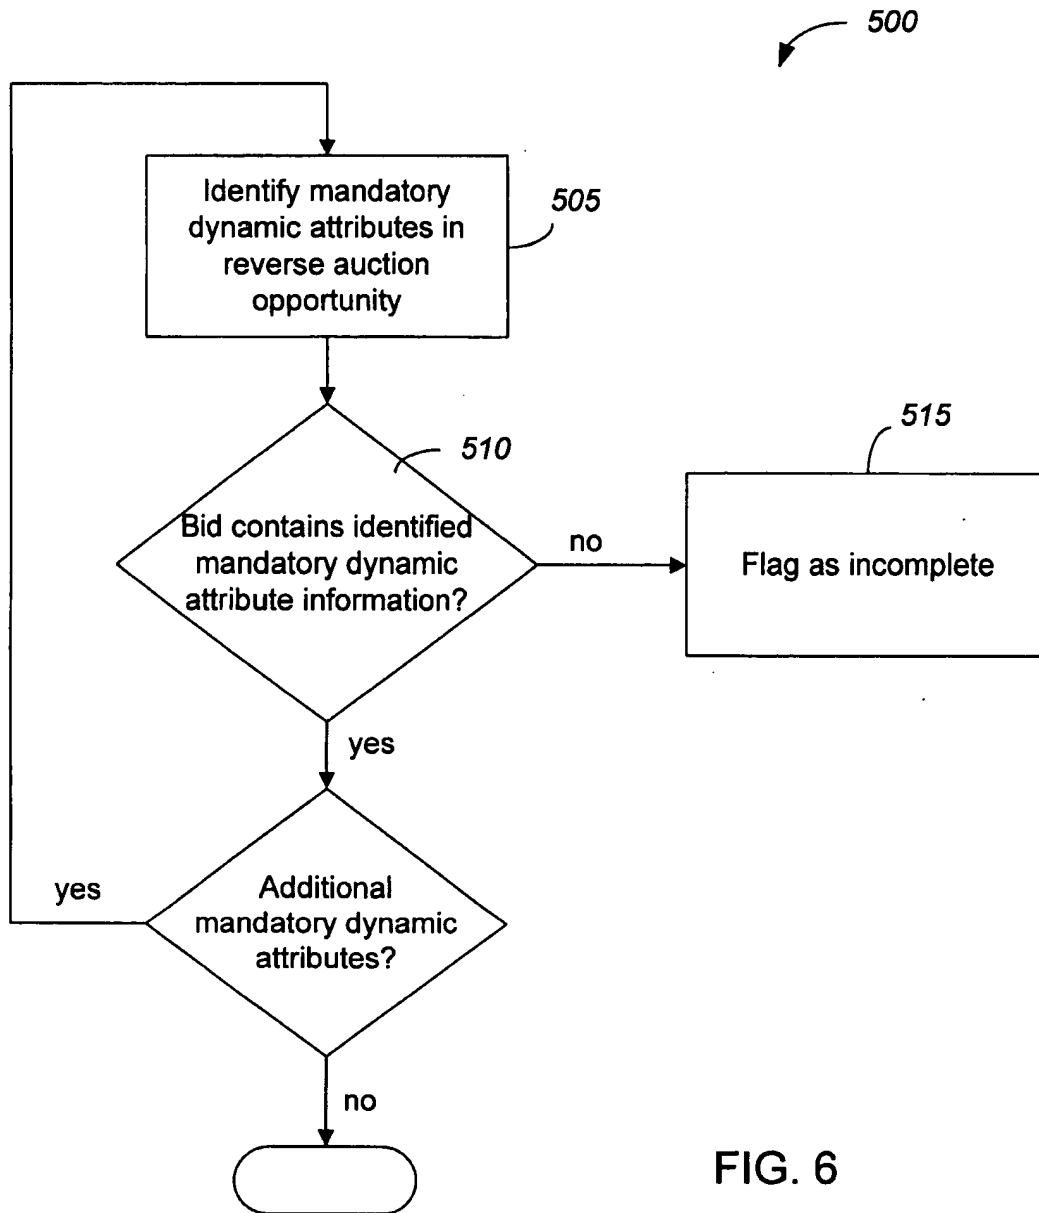 500
Identify mandatory
dynamic attributes in
reverse auction
opportunity
505
510
Bid contains identified
mandatory dynamic
attribute information?
no
515
Flag as incomplete
yes
Additional
mandatory dynamic
attributes?
yes
no
FIG. 6